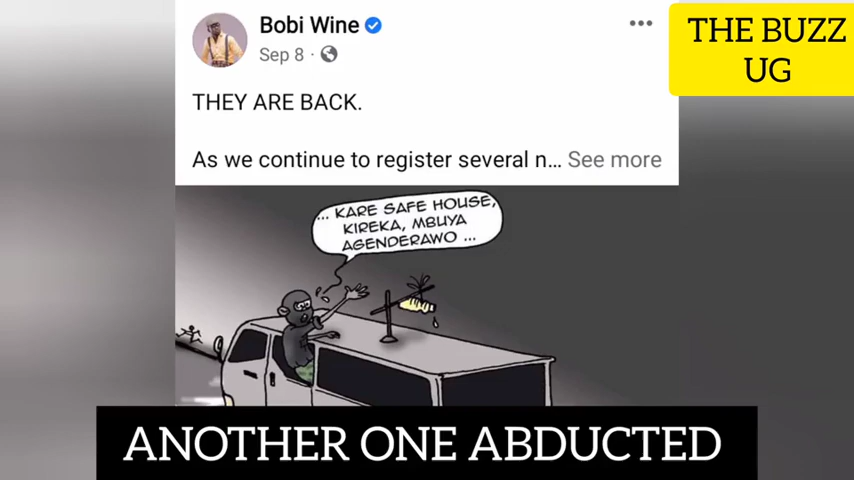 Bobi Wine
Sep 8 ·
THE BUZZ
UG
THEY ARE BACK.
As we continue to register several n... See more
... KARE SAFE HOUSE,
KIREKA, MBUYA
AGENDERAWO ...
ANOTHER ONE ABDUCTED